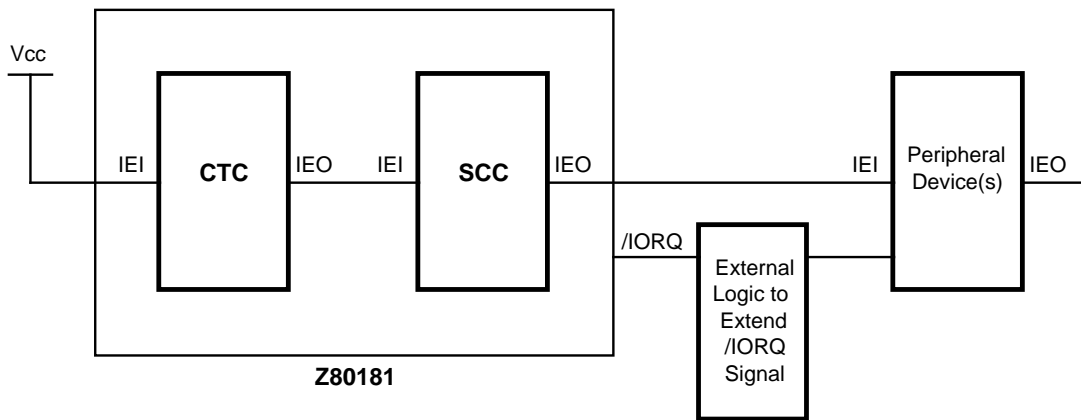 Vcc
IEI
CTC
IEO
IEI
SCC
IEO
IEI
Peripheral
Device(s)
IEO
/IORQ
External
Logic to
Extend
/IORQ
Signal
Z80181